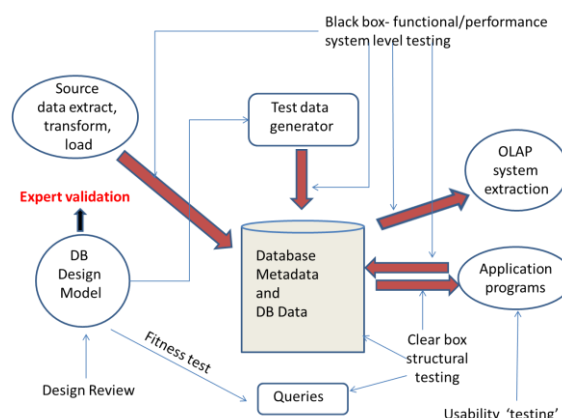 Black box- functional/performance
system level testing
Source
data extract,
transform,
load
Test data
generator
OLAP
system
extraction
Expert validation
DB
Design
Model
Database
Metadata
and
DB Data
Application
programs
Fitness test
Clear box
structural
testing
Design Review
Queries
Usability 'testing'